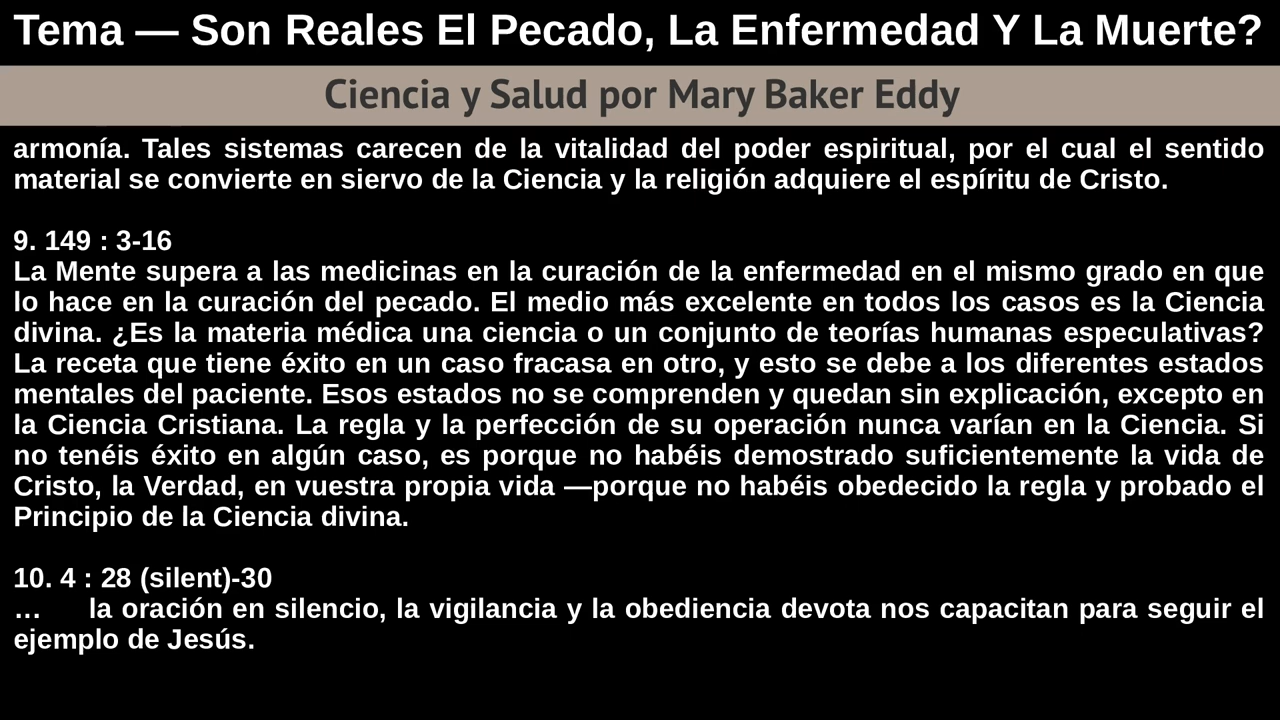 Tema — Son Reales El Pecado, La Enfermedad Y La Muerte?
Ciencia y Salud por Mary Baker Eddy
armonía. Tales sistemas carecen de la vitalidad del poder espiritual, por el cual el sentido
material se convierte en siervo de la Ciencia y la religión adquiere el espíritu de Cristo.
9. 149 : 3-16
La Mente supera a las medicinas en la curación de la enfermedad en el mismo grado en que
lo hace en la curación del pecado. El medio más excelente en todos los casos es la Ciencia
divina. ¿Es la materia médica una ciencia o un conjunto de teorías humanas especulativas?
La receta que tiene éxito en un caso fracasa en otro, y esto se debe a los diferentes estados
mentales del paciente. Esos estados no se comprenden y quedan sin explicación, excepto en
la Ciencia Cristiana. La regla y la perfección de su operación nunca varían en la Ciencia. Si
no tenéis éxito en algún caso, es porque no habéis demostrado suficientemente la vida de
Cristo, la Verdad, en vuestra propia vida —porque no habéis obedecido la regla y probado el
Principio de la Ciencia divina.
10. 4 : 28 (silent)-30
… la oración en silencio, la vigilancia y la obediencia devota nos capacitan para seguir el
ejemplo de Jesús.